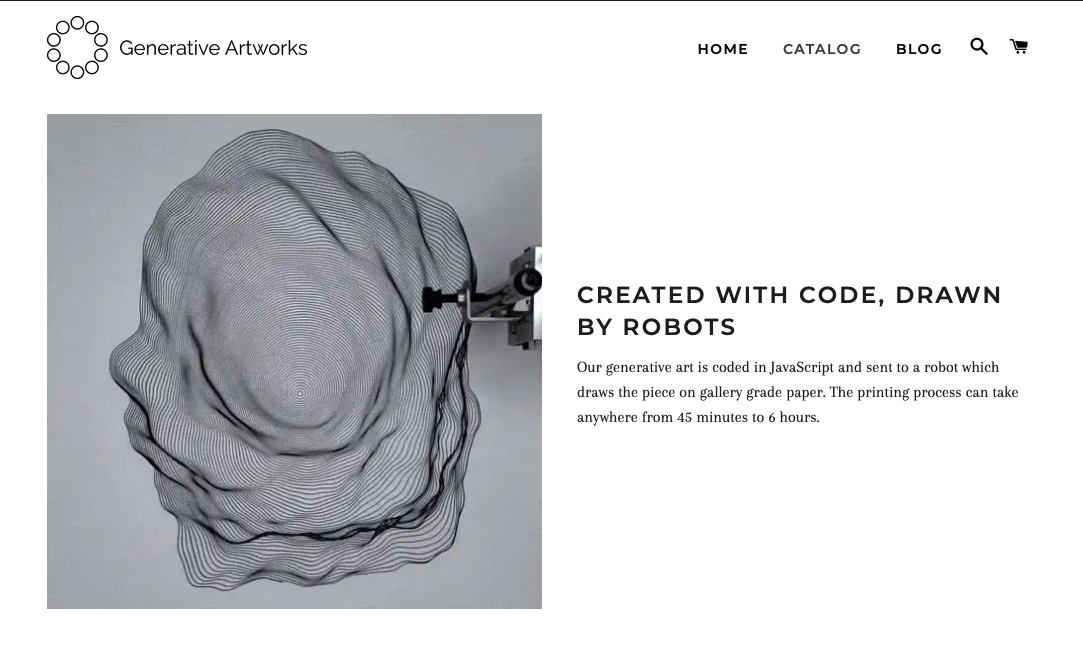 Generative Artworks
HOME CATALOG BLOG
CREATED WITH CODE, DRAWN
BY ROBOTS
Our generative art is coded in JavaScript and sent to a robot which
draws the piece on gallery grade paper. The printing process can take
anywhere from 45 minutes to 6 hours.